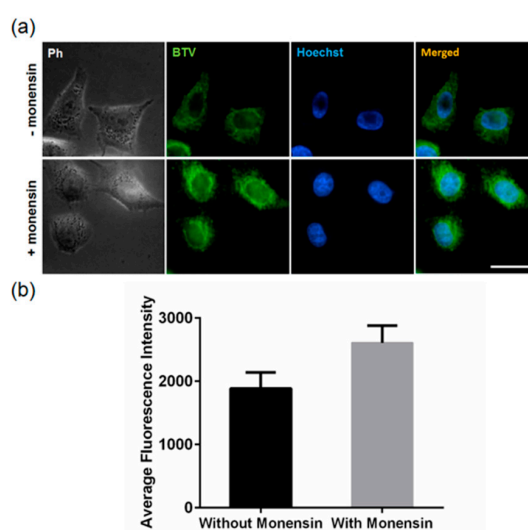 (a)
Ph BTV Hoechst Merged
- monensin
+ monensin
(b)
Average Fluorescence Intensity
3000
2000
1000
0
Without Monensin With Monensin